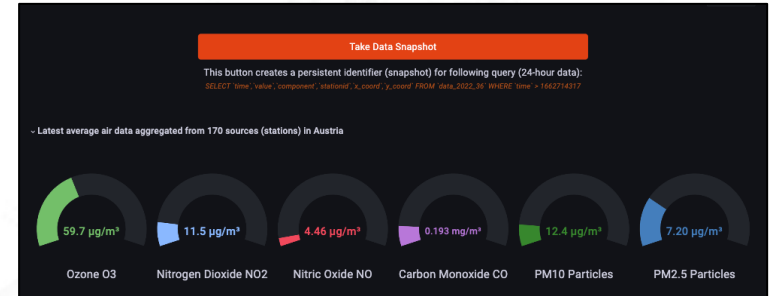 Take Data Snapshot
This button creates a persistent identifier (snapshot) for following query (24-hour data):
SELECT `time`,`value`,`component`,`stationid`,`x_coord`,`y_coord` FROM `data_2022_36` WHERE `time` > 1662714317
Latest average air data aggregated from 170 sources (stations) in Austria
59.7 µg/m³
11.5 µg/m³
4.46 µg/m³
0.193 mg/m³
12.4 µg/m³
7.20 µg/m³
Ozone O3
Nitrogen Dioxide NO2
Nitric Oxide NO
Carbon Monoxide CO
PM10 Particles
PM2.5 Particles